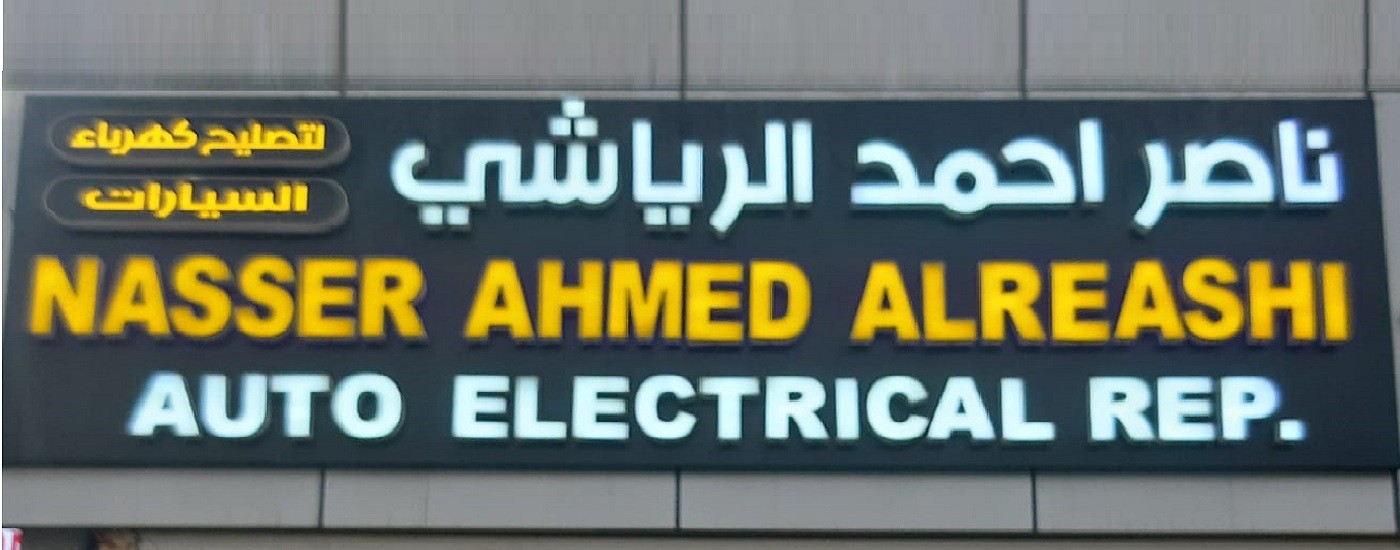 ناصر احمد الرياشي
لتصليح كهرباء
السيارات
NASSER AHMED ALREASHI
AUTO ELECTRICAL REP.